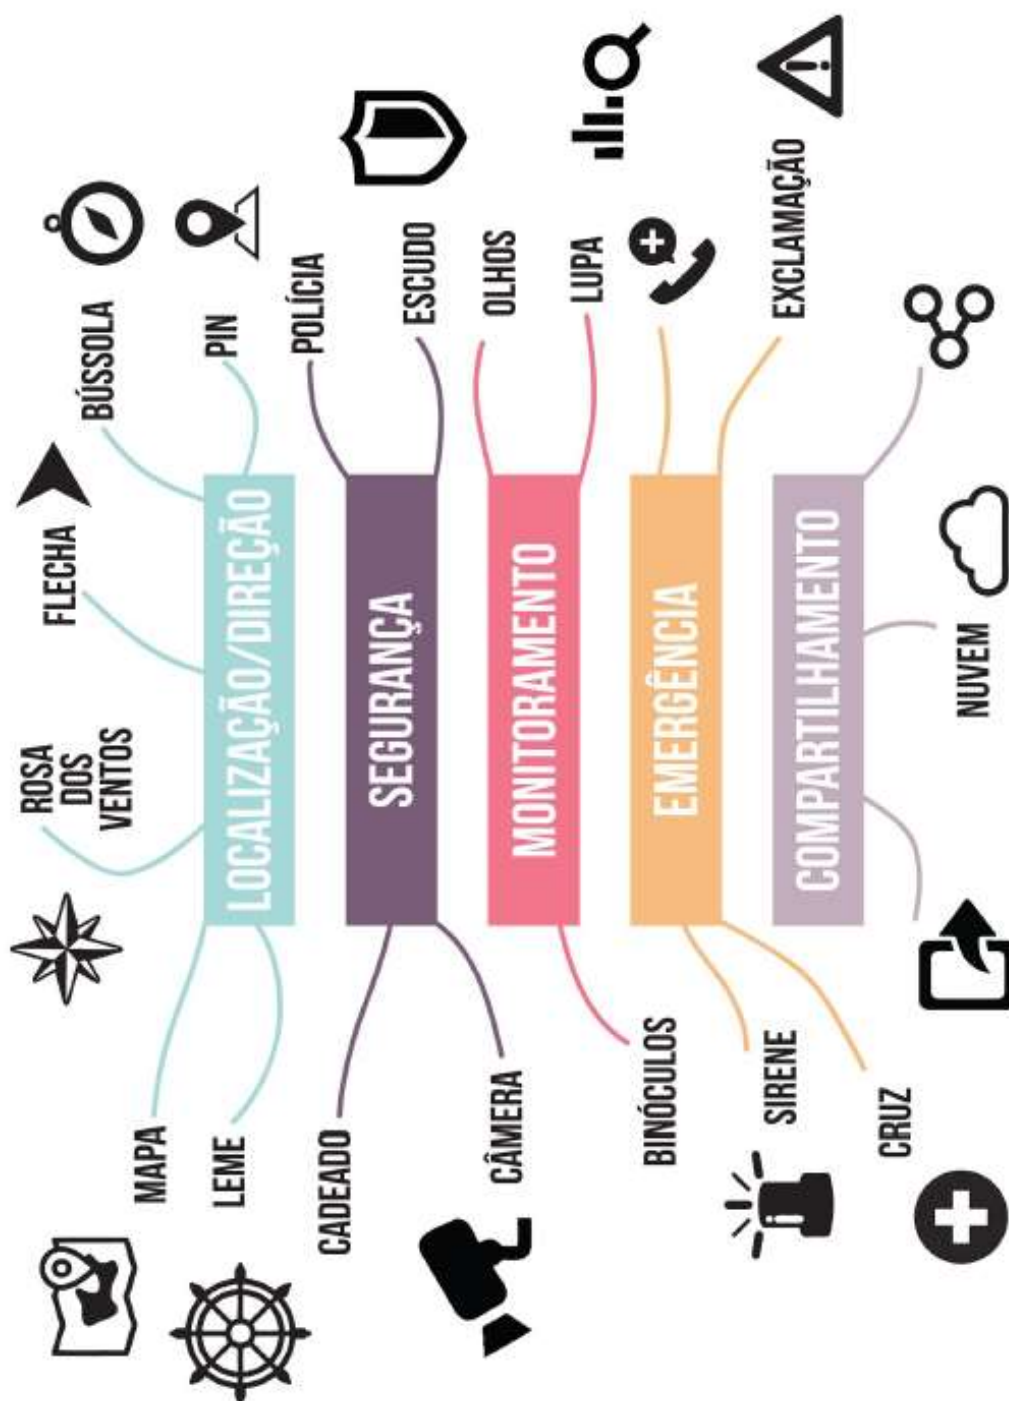 ROSA
DOS
VENTOS
FLECHA
BÚSSOLA
MAPA
LEME
PIN
LOCALIZAÇÃO/DIREÇÃO
POLÍCIA
CADEADO
SEGURANÇA
ESCUDO
CÂMERA
OLHOS
MONITORAMENTO
LUPA
BINÓCULOS
EMERGÊNCIA
SIRENE
EXCLAMAÇÃO
CRUZ
COMPARTILHAMENTO
NUVEM